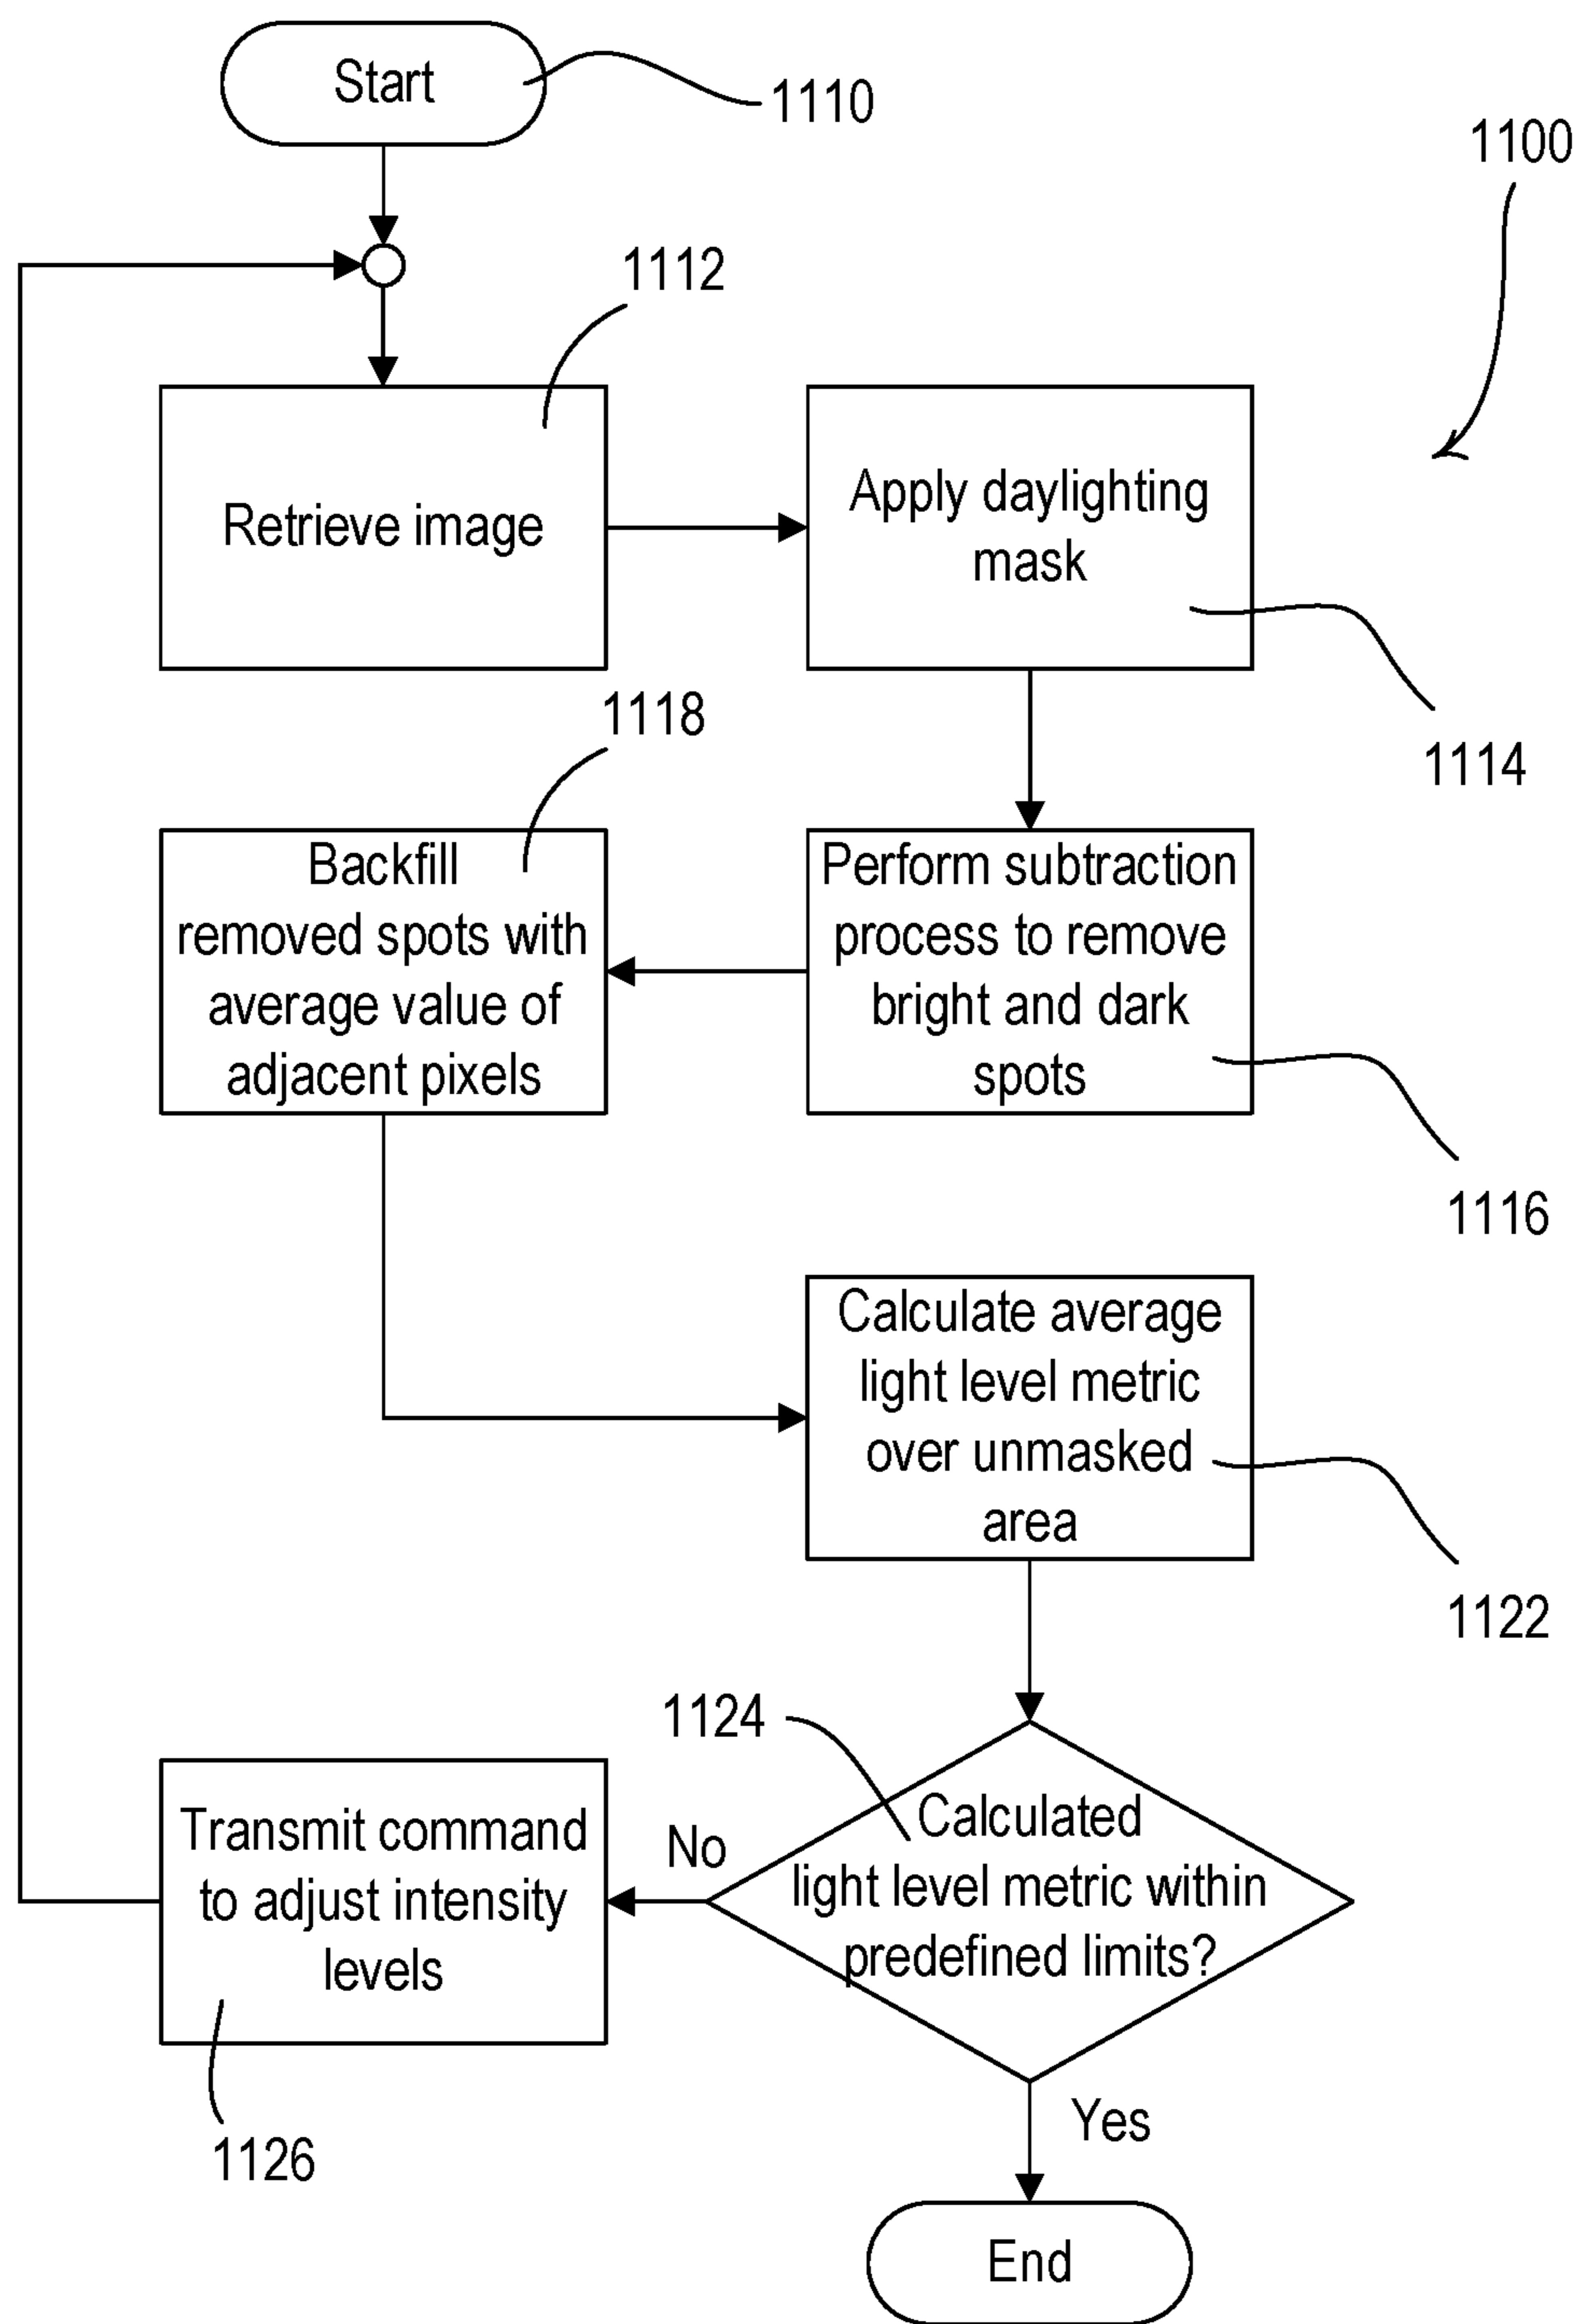 Start
1110
1100
1112
Retrieve image
Apply daylighting
mask
1114
1118
Backfill
removed spots with
average value of
adjacent pixels
Perform subtraction
process to remove
bright and dark
spots
1116
Calculate average
light level metric
over unmasked
area
1122
1124
Calculated
light level metric within
predefined limits?
No
Transmit command
to adjust intensity
levels
1126
Yes
End